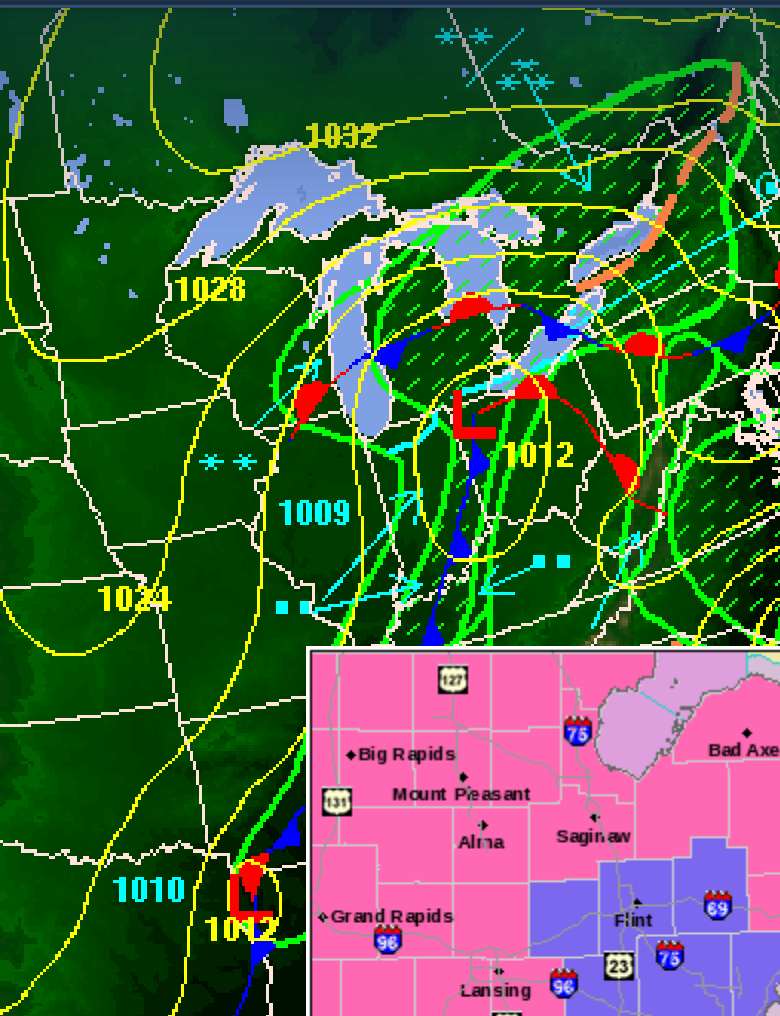 1032
1028
1012
1009
1024
127
75
Big Rapids
Bad Axe
Mount Pleasant
131
Alma
Saginaw
1010
Grand Rapids
Flint
69
1012
96
23
75
Lansing
96
L
L